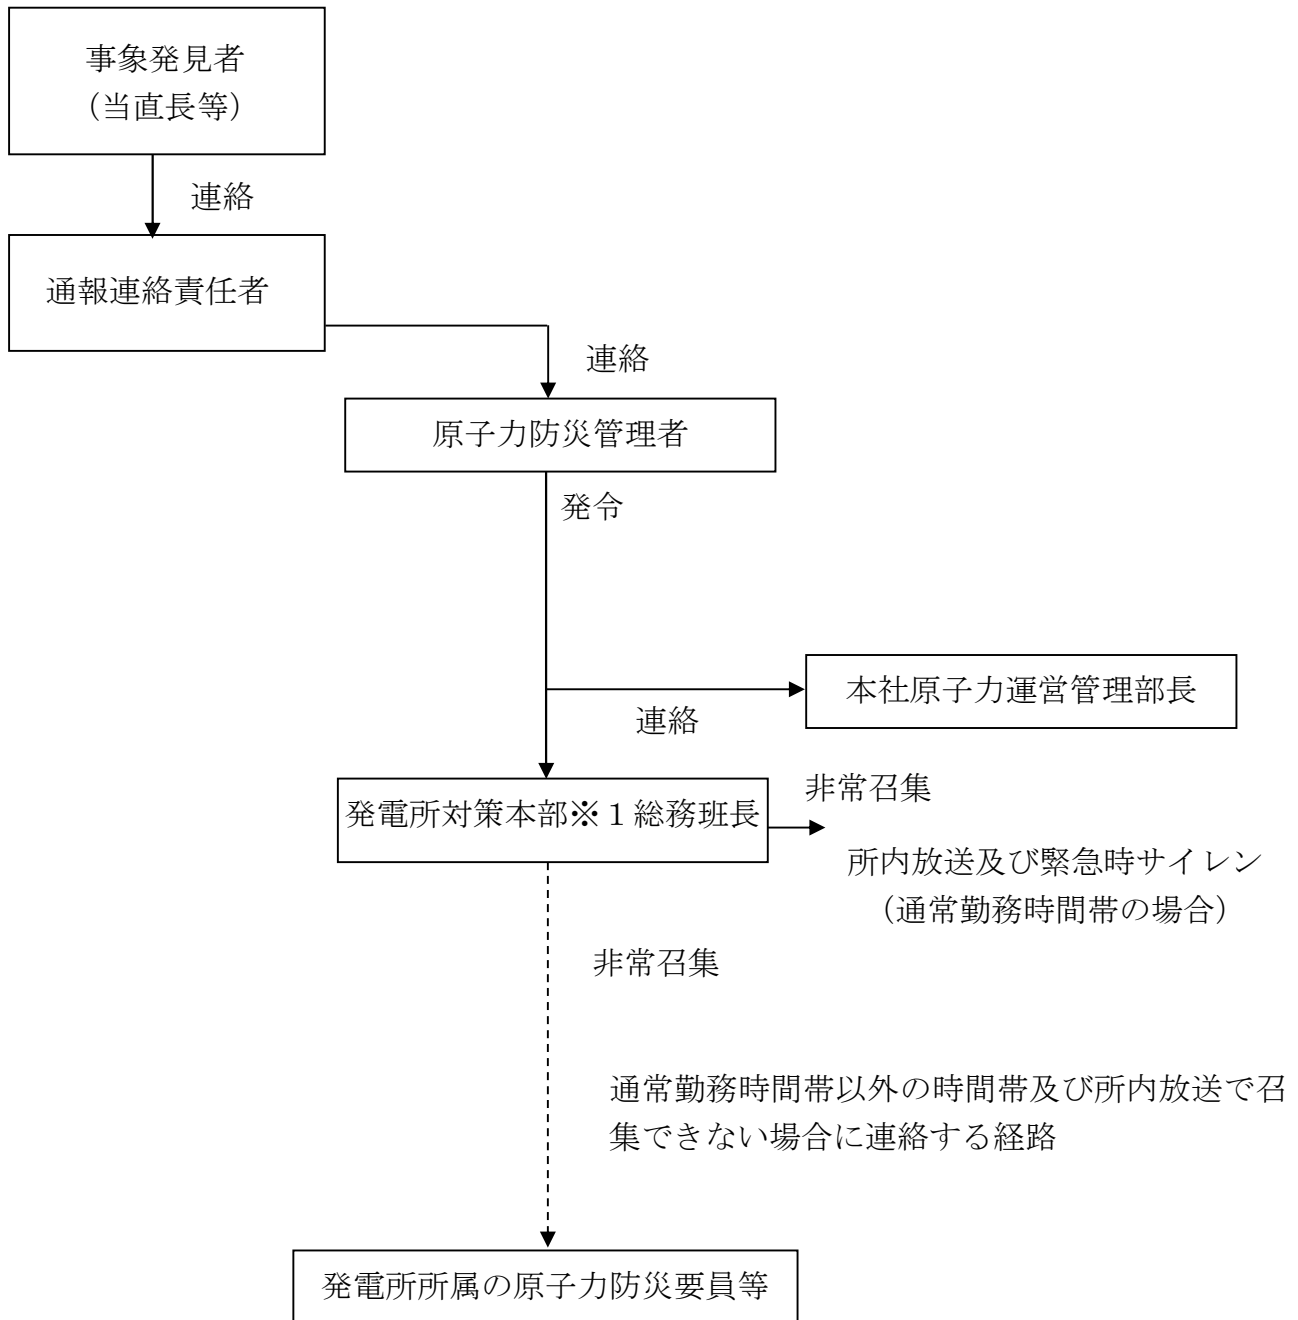 事象発見者
(当直長等)
連絡
通報連絡責任者
連絡
原子力防災管理者
発令
本社原子力運営管理部長
連絡
発電所対策本部※1総務班長
非常召集
所内放送及び緊急時サイレン
(通常勤務時間帯の場合)
非常召集
通常勤務時間帯以外の時間帯及び所内放送で召
集できない場合に連絡する経路
発電所所属の原子力防災要員等